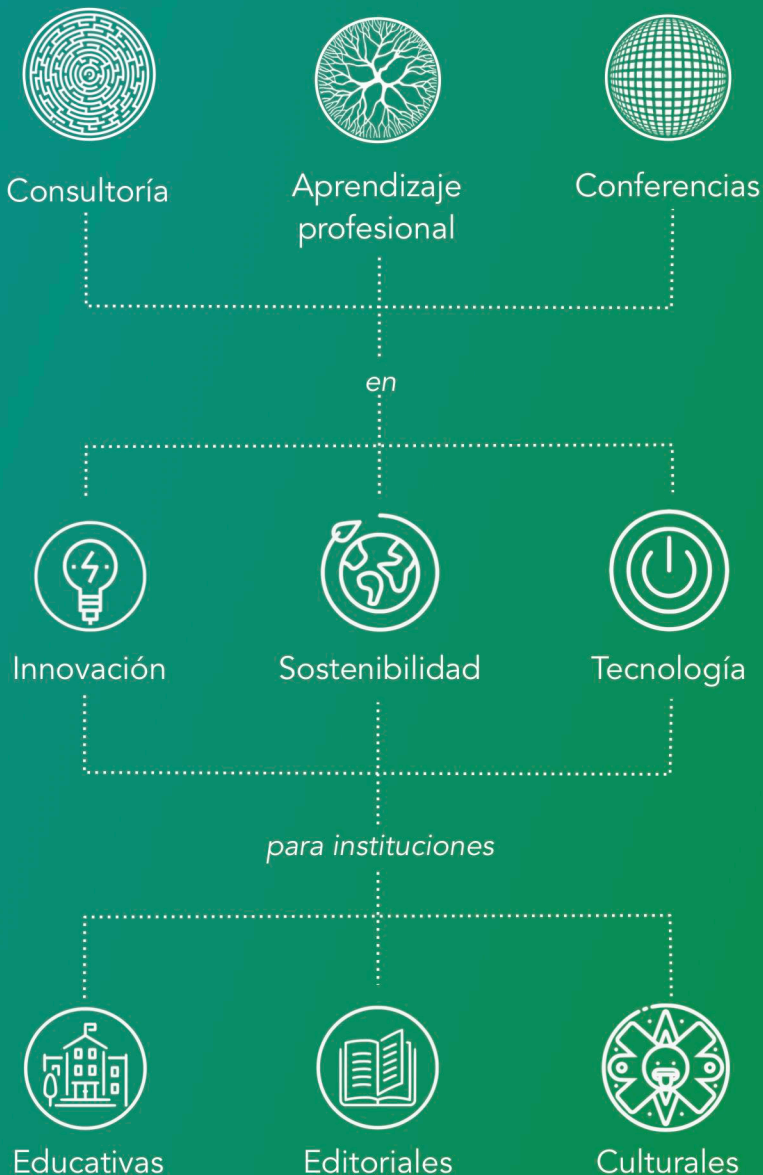 Consultoría
Aprendizaje
profesional
Conferencias
en
Innovación
Sostenibilidad
Tecnología
para instituciones
Educativas
Editoriales
Culturales